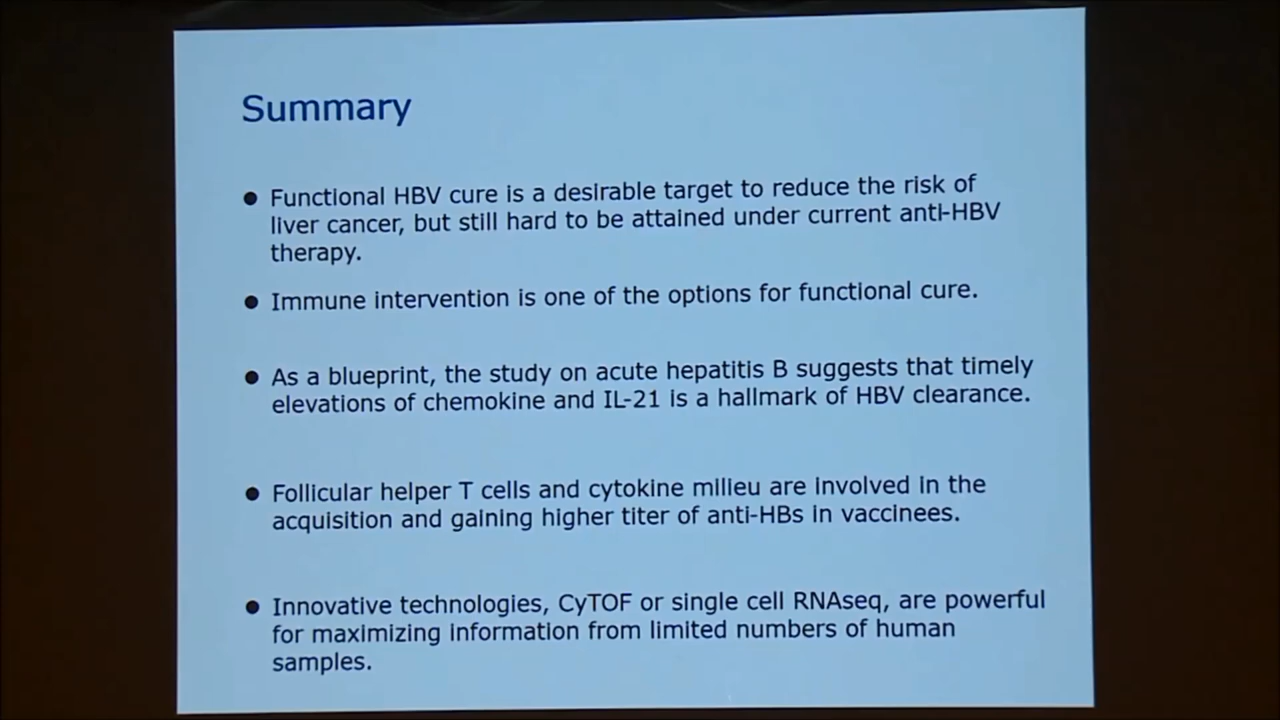 Summary
● Functional HBV cure is a desirable target to reduce the risk of
liver cancer, but still hard to be attained under current anti-HBV
therapy.
● Immune intervention is one of the options for functional cure.
● As a blueprint, the study on acute hepatitis B suggests that timely
elevations of chemokine and IL-21 is a hallmark of HBV clearance.
● Follicular helper T cells and cytokine milieu are involved in the
acquisition and gaining higher titer of anti-HBs in vaccinees.
● Innovative technologies, CyTOF or single cell RNAseq, are powerful
for maximizing information from limited numbers of human
samples.